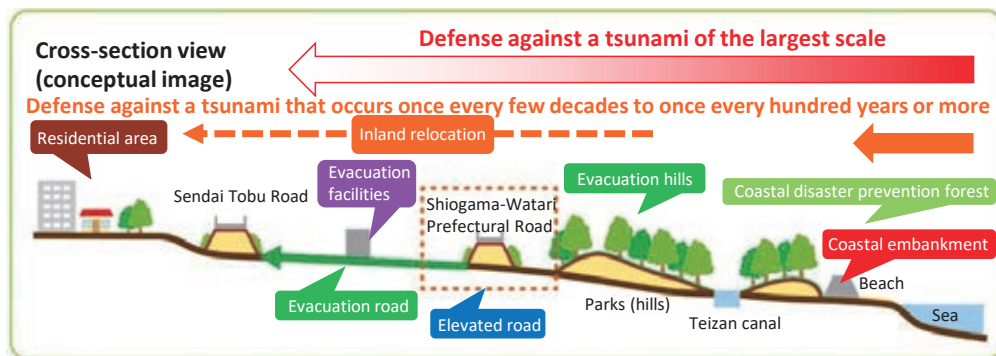 Cross-section view
(conceptual image)
Defense against a tsunami of the largest scale
Defense against a tsunami that occurs once every few decades to once every hundred years or more
Residential area
Inland relocation
Sendai Tobu Road
Evacuation
facilities
Shiogama-Watari
Prefectural Road
Evacuation hills
Coastal disaster prevention forest
Coastal embankment
Beach
Evacuation road
Elevated road
Parks (hills)
Teizan canal
Sea